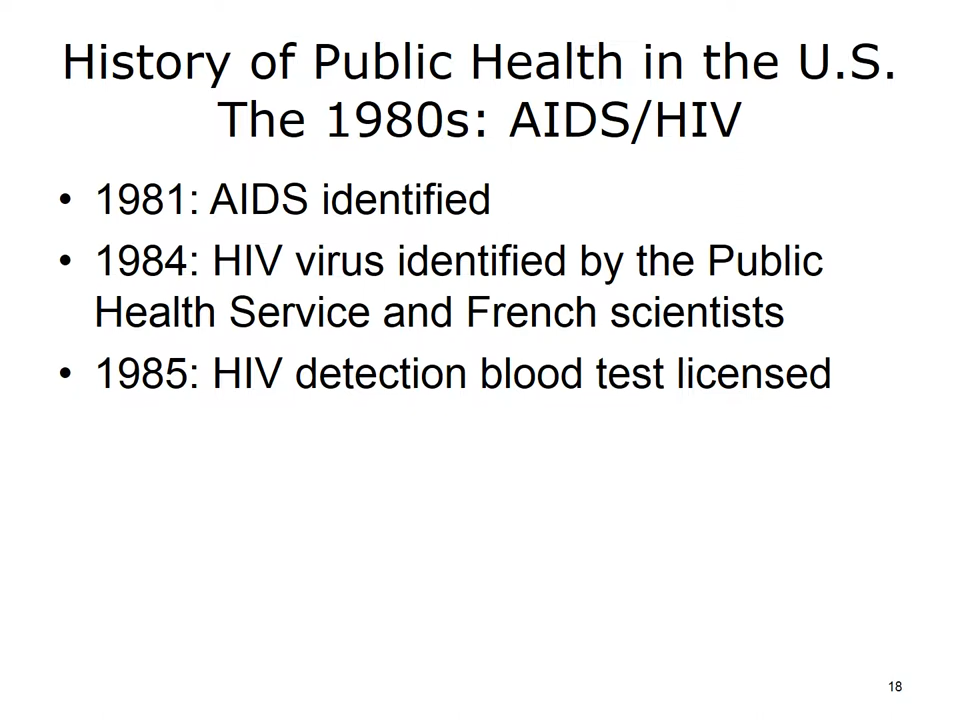 History of Public Health in the U.S.
The 1980s: AIDS/HIV
• 1981: AIDS identified
• 1984: HIV virus identified by the Public
Health Service and French scientists
• 1985: HIV detection blood test licensed
18